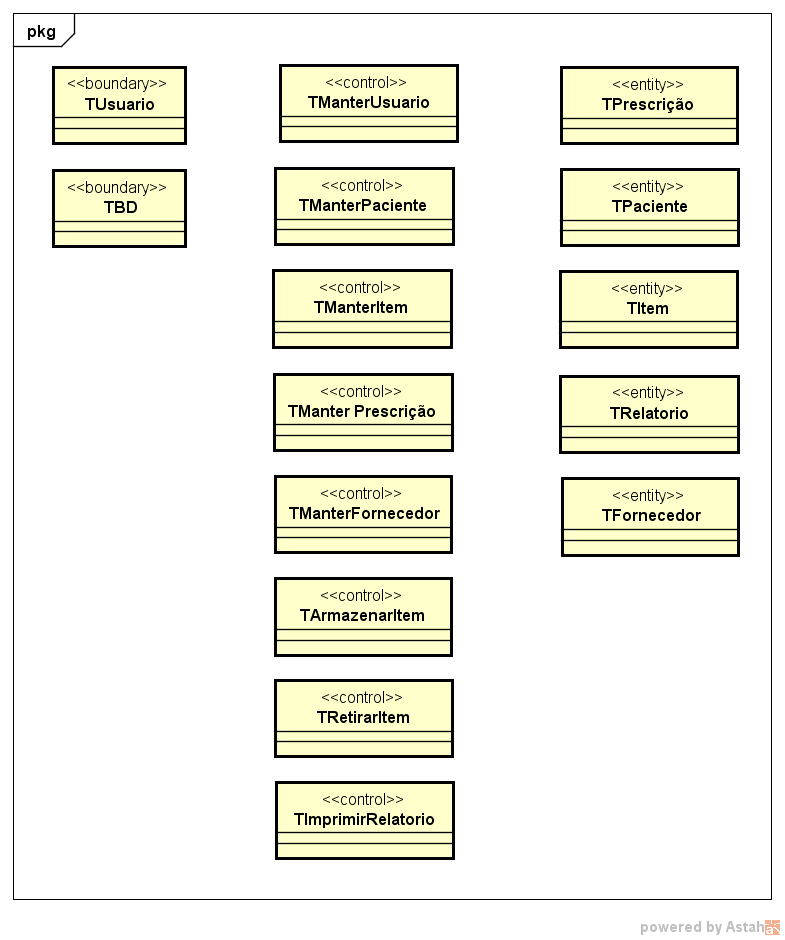 pkg
<<boundary>>
TUsuario
<<boundary>>
TBD
<<control>>
TManterUsuario
<<control>>
TManterPaciente
<<control>>
TManterItem
<<control>>
TManter Prescrição
<<control>>
TManterFornecedor
<<control>>
TArmazenarItem
<<control>>
TRetirarItem
<<control>>
TImprimirRelatorio
<<entity>>
TPrescrição
<<entity>>
TPaciente
<<entity>>
TItem
<<entity>>
TRelatorio
<<entity>>
TFornecedor
powered by Astah